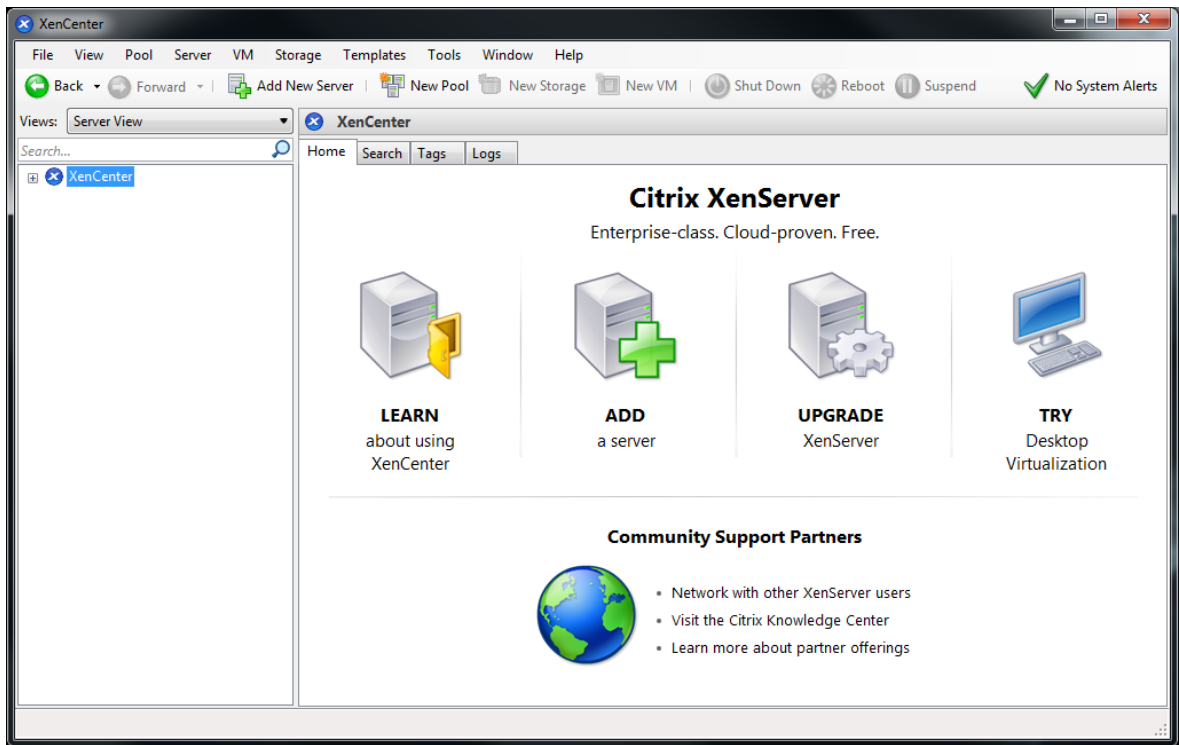 XenCenter
File View Pool Server VM Storage Templates Tools Window Help
Back Forward Add New Server New Pool New Storage New VM Shut Down Reboot Suspend No System Alerts
Views: Server View
XenCenter
Search...
Home Search Tags Logs
XenCenter
Citrix XenServer
Enterprise-class. Cloud-proven. Free.
LEARN
about using
XenCenter
ADD
a server
UPGRADE
XenServer
TRY
Desktop
Virtualization
Community Support Partners
• Network with other XenServer users
• Visit the Citrix Knowledge Center
• Learn more about partner offerings